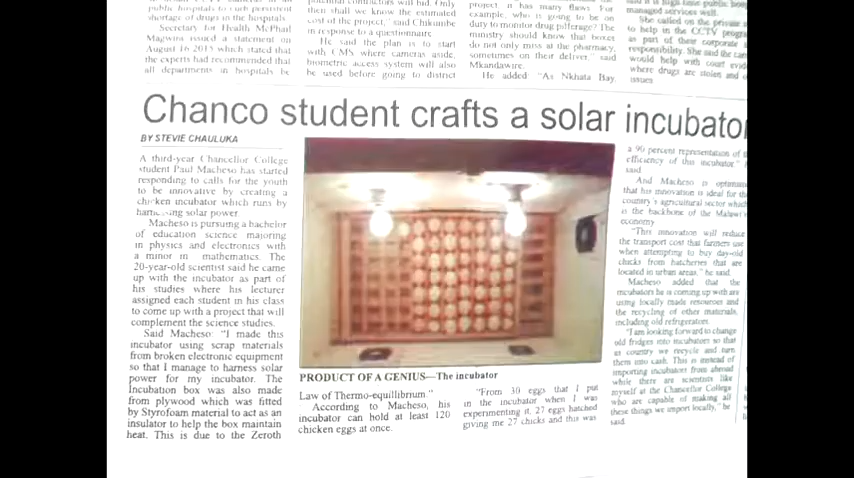 public hospitals to curb persistent
shortage of drugs in the hospitals.
Secretary for Health McPhail
Magwira issued a statement on
August 16 2015 which stated that
the experts had recommended that
all departments in hospitals be
potential contractors will bid. Only
then shall we know the estimated
cost of the project," said Chikumbe
in response to a questionnaire
He said the plan is to start
with CMS where cameras aside,
biometric access system will also
be used before going to district
project, it has many flaws. For
example, who is going to be on
duty to monitor drug pilferage? The
ministry should know that boxes
do not only miss at the pharmacy,
sometimes on their deliver," said
Mkandawire.
He added: "As Nkhata Bay,
managed services well.
She called on the private s
to help in the CCTV progra
as part of their corporate s
responsibility. She said the cam
would help with court evide
where drugs are stolen and o
issues
Chanco student crafts a solar incubator
BY STEVIE CHAULUKA
A third-year Chancellor College
student Paul Macheso has started
responding to calls for the youth
to be innovative by creating a
chicken incubator which runs by
harnessing solar power.
Macheso is pursuing a bachelor
of education science majoring
in physics and electronics with
a minor in mathematics. The
20-year-old scientist said he came
up with the incubator as part of
his studies where his lecturer
assigned each student in his class
to come up with a project that will
complement the science studies.
Said Macheso: "I made this
incubator using scrap materials
from broken electronic equipment
so that I manage to harness solar
power for my incubator. The
Incubation box was also made
from plywood which was fitted
by Styrofoam material to act as an
insulator to help the box maintain
heat. This is due to the Zeroth
PRODUCT OF A GENIUS—The incubator
Law of Thermo-equillibrium."
According to Macheso, his
incubator can hold at least 120
chicken eggs at once.
"From 30 eggs that I put
in the incubator when I was
experimenting it, 27 eggs hatched
giving me 27 chicks and this was
a 90 percent representation of t
efficiency of this incubator."
said
And Macheso is optimistic
that his innovation is ideal for the
country's agricultural sector which
is the backbone of the Malawi's
economy
"This innovation will reduce
the transport cost that farmers use
when attempting to buy day-old
chicks from hatcheries that are
located in urban areas," he said.
Macheso added that the
incubators he is coming up with are
using locally made resources and
the recycling of other materials,
including old refrigerators.
"I am looking forward to change
old fridges into incubators so that
as country we recycle and turn
them into cash. This is instead of
importing incubators from abroad
while there are scientists like
myself at the Chancellor College
who are capable of making all
these things we import locally," he
said.